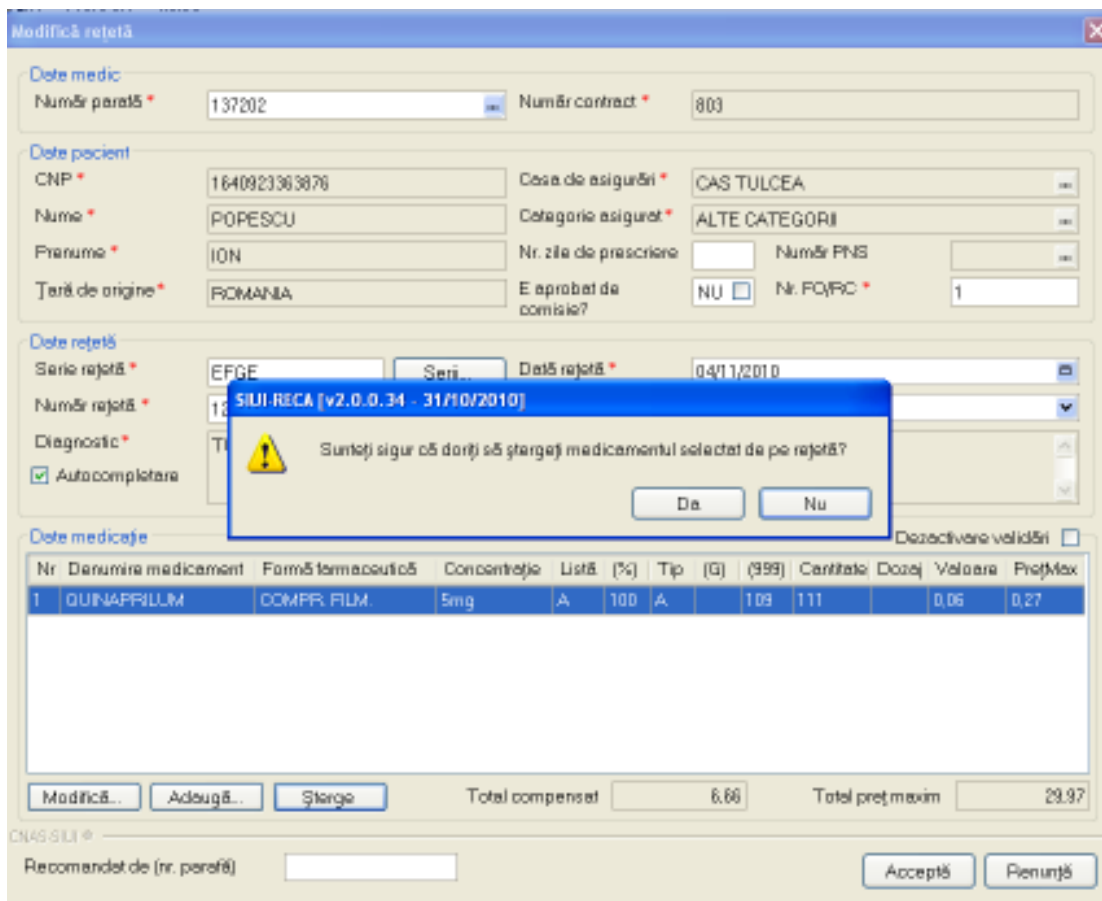 Modifică rețetă
Date medic
Număr parafă * 137202 ... Număr contract * 803
Date pacient
CNP * 1640923363876 Casa de asigurări * CAS TULCEA ...
Nume * POPESCU Categorie asigurat * ALTE CATEGORII ...
Prenume * ION Nr. zile de prescriere Număr PNS ...
Țară de origine * ROMANIA E aprobat de comisie? NU Nr. FO/RC * 1
Date rețetă
Serie rețetă * EFGE Serii... Dată rețetă * 04/11/2010
Număr rețetă * 12
Diagnostic *
Autocompletare
SIUI-RECA [v2.0.0.34 - 31/10/2010]
Sunteți sigur că doriți să ștergeți medicamentul selectat de pe rețetă?
Da Nu
Date medicație Dezactivare validări
Nr Denumire medicament Formă farmaceutică Concentrație Listă (%) Tip (G) (999) Cantitate Dozaj Valoare PrețMax
1 QUINAPRILUM COMPR. FILM. 5mg A 100 A 109 111 0,06 0,27
Modifică... Adaugă... Șterge Total compensat 6.66 Total preț maxim 29.97
CNAS-SIUI ©
Recomandat de (nr. parafă) Acceptă Renunță